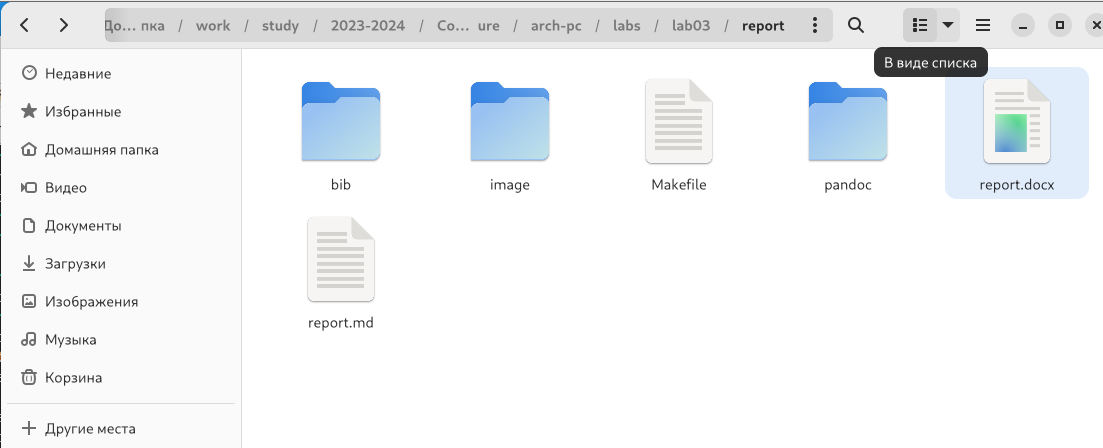 До… пка / work / study / 2023-2024 / Co… ure / arch-pc / labs / lab03 / report
В виде списка
Недавние
Избранные
Домашняя папка
Видео
Документы
Загрузки
Изображения
Музыка
Корзина
Другие места
bib
image
Makefile
pandoc
report.docx
report.md